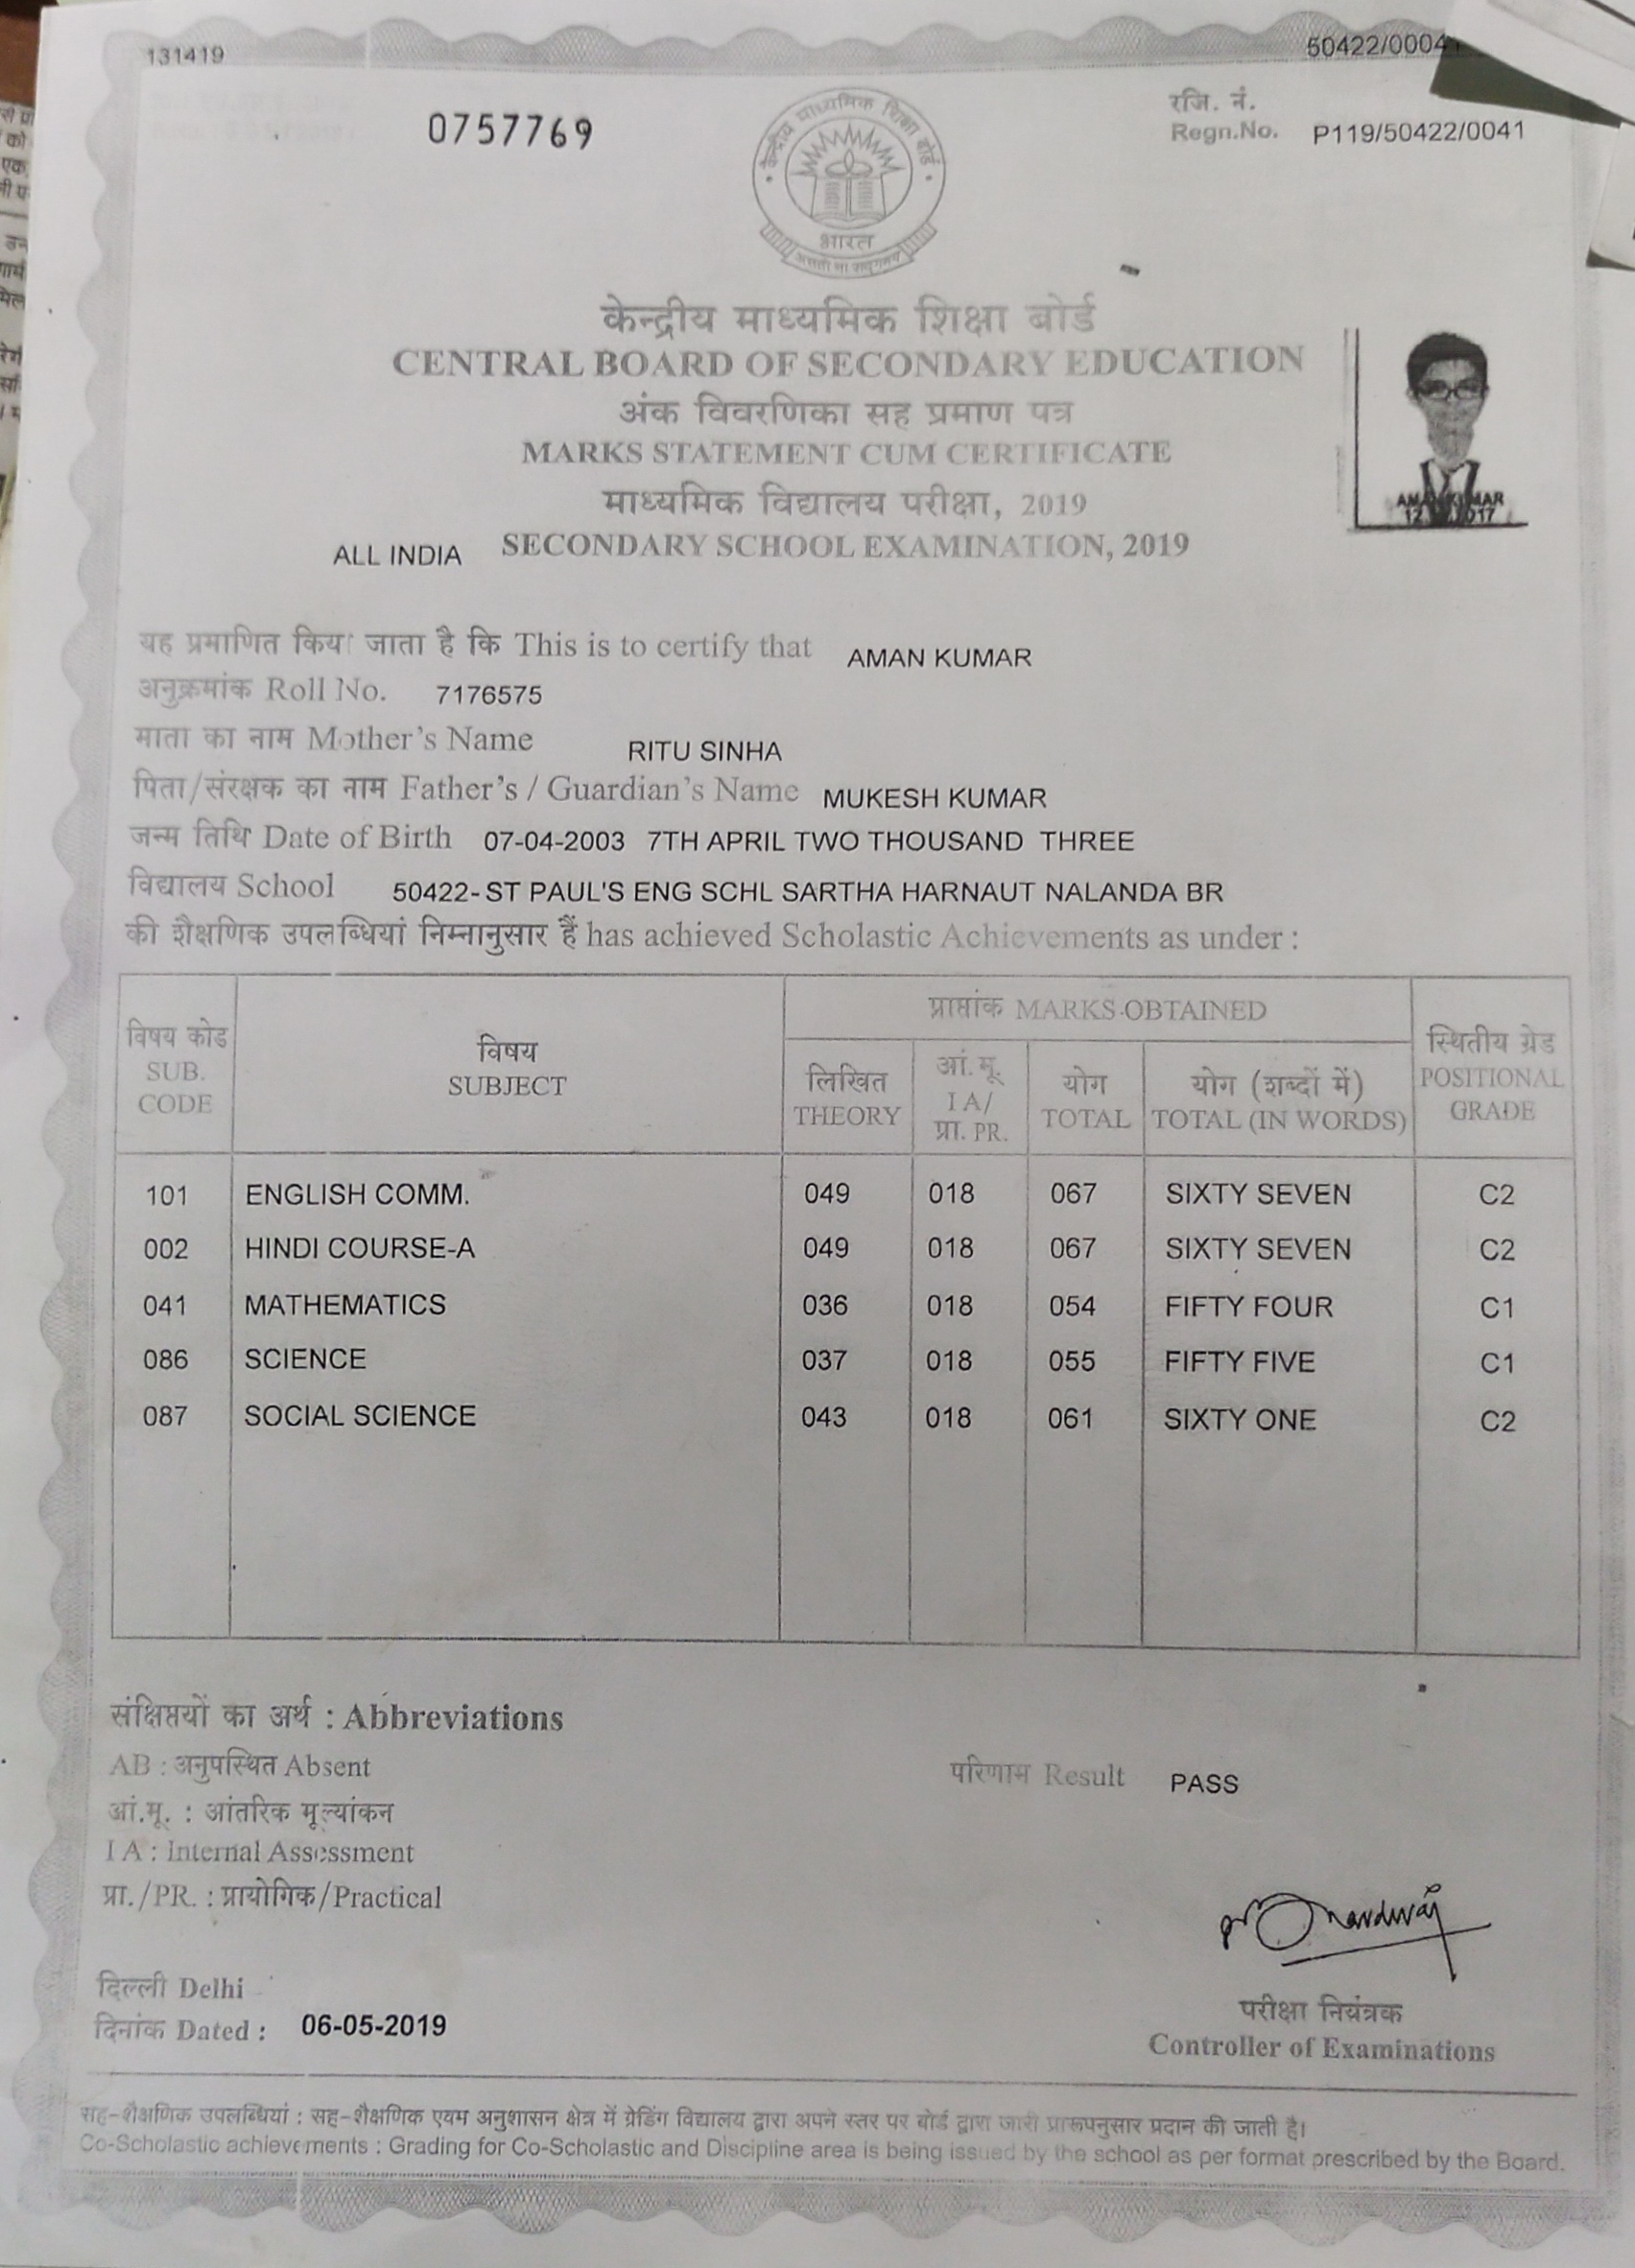 131419
50422/0004
0757769
रजि. नं.
Regn.No. P119/50422/0041
केन्द्रीय माध्यमिक शिक्षा बोर्ड
भारत
असतो मा सद्गमय
केन्द्रीय माध्यमिक शिक्षा बोर्ड
CENTRAL BOARD OF SECONDARY EDUCATION
अंक विवरणिका सह प्रमाण पत्र
MARKS STATEMENT CUM CERTIFICATE
माध्यमिक विद्यालय परीक्षा, 2019
ALL INDIA SECONDARY SCHOOL EXAMINATION, 2019
यह प्रमाणित किया जाता है कि This is to certify that AMAN KUMAR
अनुक्रमांक Roll No. 7176575
माता का नाम Mother's Name RITU SINHA
पिता/संरक्षक का नाम Father's / Guardian's Name MUKESH KUMAR
जन्म तिथि Date of Birth 07-04-2003 7TH APRIL TWO THOUSAND THREE
विद्यालय School 50422- ST PAUL'S ENG SCHL SARTHA HARNAUT NALANDA BR
की शैक्षणिक उपलब्धियां निम्नानुसार हैं has achieved Scholastic Achievements as under :
विषय कोड
SUB.
CODE
विषय
SUBJECT
प्राप्तांक MARKS OBTAINED
लिखित
THEORY
आं. मू.
I A/
प्रा. PR.
योग
TOTAL
योग (शब्दों में)
TOTAL (IN WORDS)
स्थितीय ग्रेड
POSITIONAL
GRADE
101 ENGLISH COMM. 049 018 067 SIXTY SEVEN C2
002 HINDI COURSE-A 049 018 067 SIXTY SEVEN C2
041 MATHEMATICS 036 018 054 FIFTY FOUR C1
086 SCIENCE 037 018 055 FIFTY FIVE C1
087 SOCIAL SCIENCE 043 018 061 SIXTY ONE C2
संक्षिप्तियों का अर्थ : Abbreviations
AB : अनुपस्थित Absent
परिणाम Result PASS
आं.मू. : आंतरिक मूल्यांकन
I A : Internal Assessment
प्रा./PR. : प्रायोगिक/Practical
दिल्ली Delhi
दिनांक Dated : 06-05-2019
परीक्षा नियंत्रक
Controller of Examinations
सह-शैक्षणिक उपलब्धियां : सह-शैक्षणिक एवम अनुशासन क्षेत्र में ग्रेडिंग विद्यालय द्वारा अपने स्तर पर बोर्ड द्वारा जारी प्रारूपनुसार प्रदान की जाती है।
Co-Scholastic achievements : Grading for Co-Scholastic and Discipline area is being issued by the school as per format prescribed by the Board.